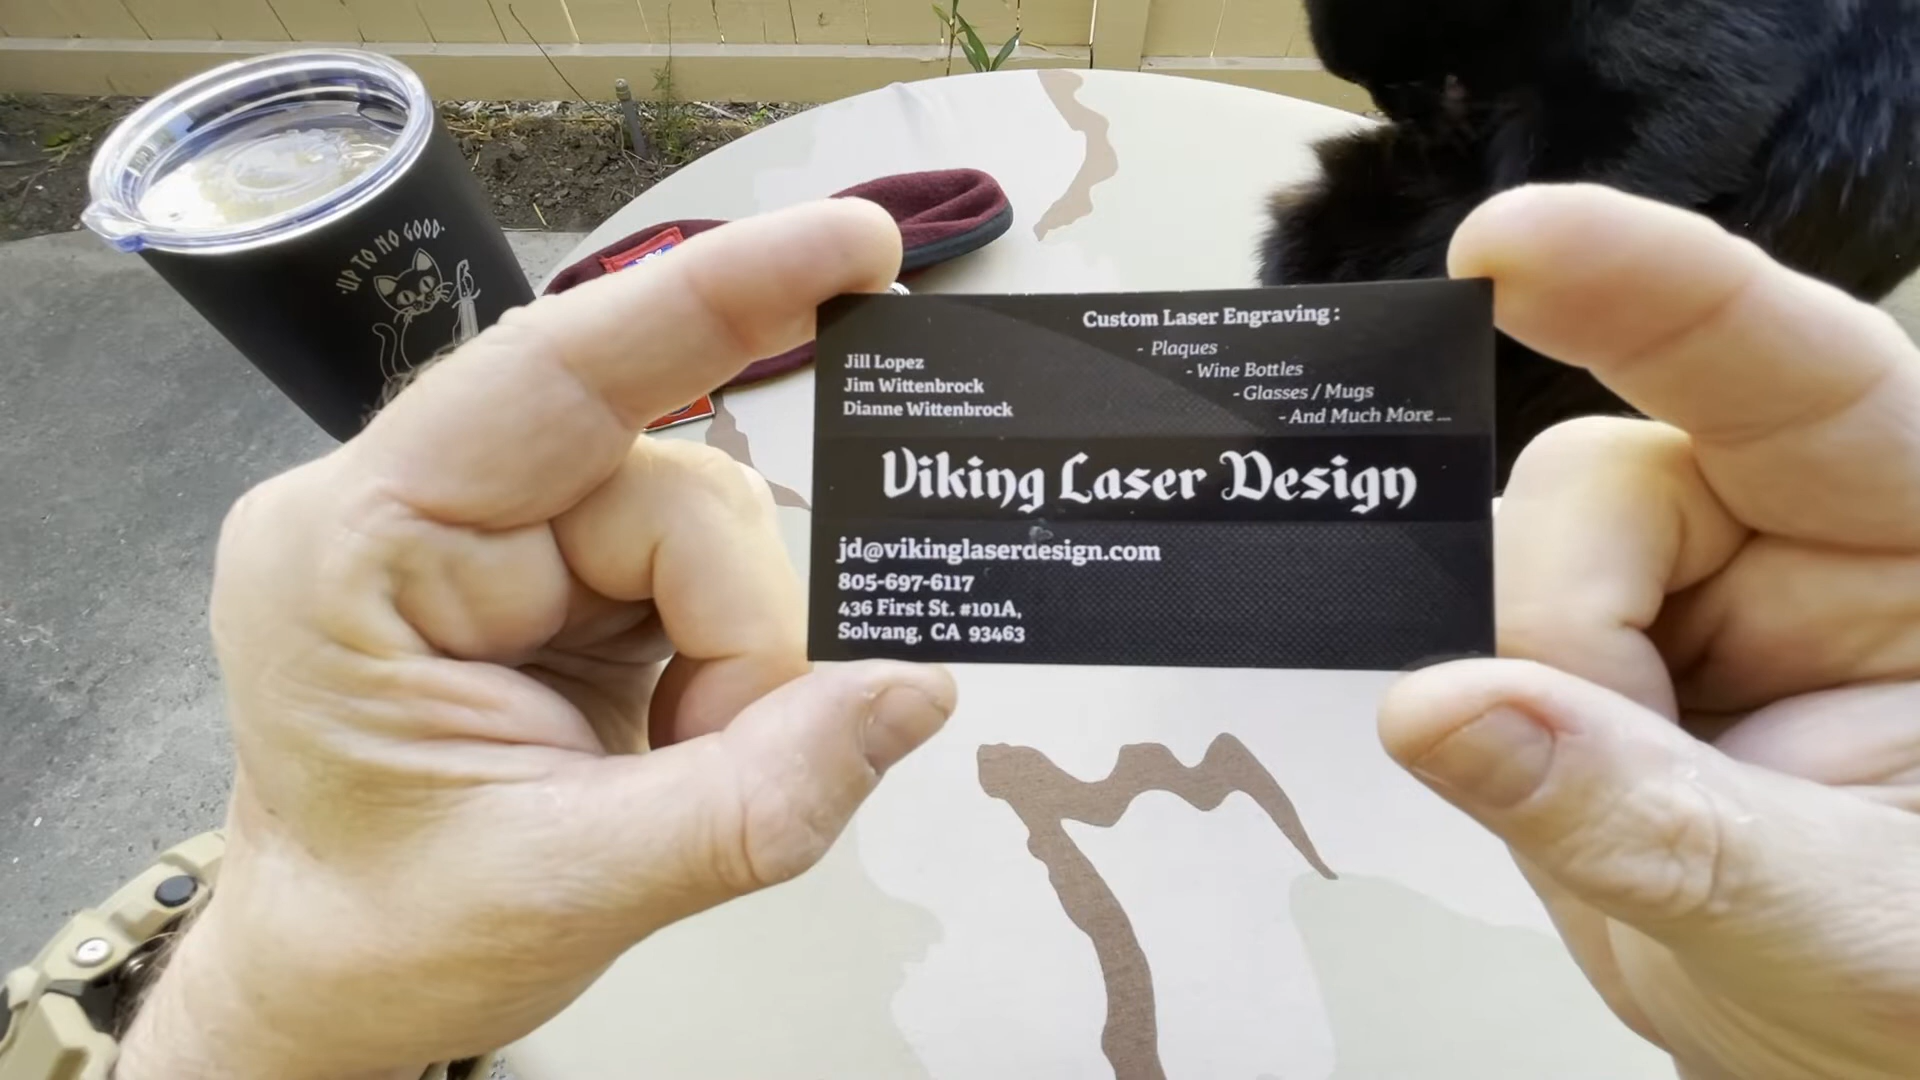 UP TO NO GOOD.
Jill Lopez
Jim Wittenbrock
Dianne Wittenbrock
Custom Laser Engraving :
- Plaques
- Wine Bottles
- Glasses / Mugs
- And Much More ...
Viking Laser Design
jd@vikinglaserdesign.com
805-697-6117
436 First St. #101A,
Solvang, CA 93463